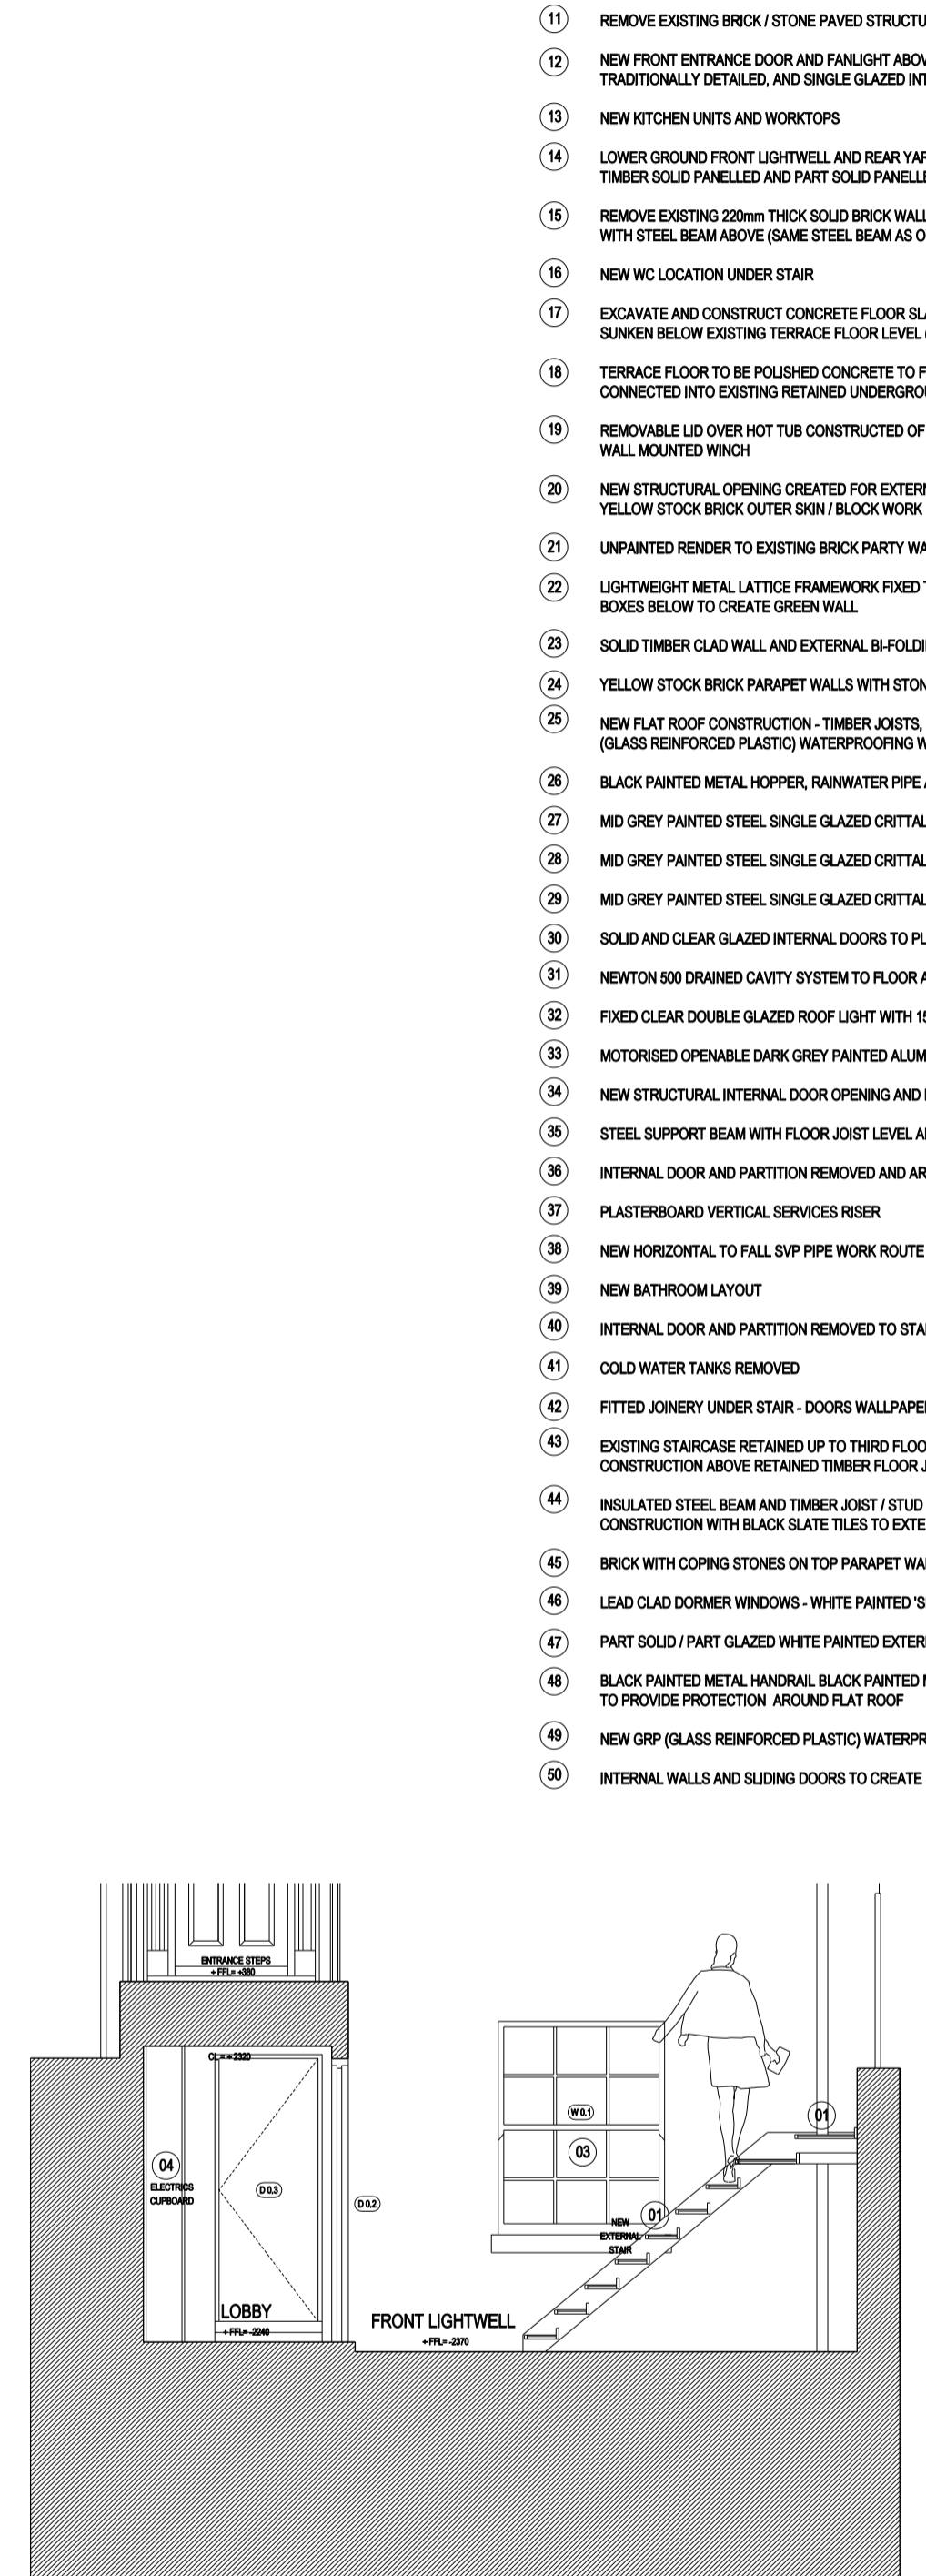 11 REMOVE EXISTING BRICK / STONE PAVED STRUCTU
12 NEW FRONT ENTRANCE DOOR AND FANLIGHT ABOV
TRADITIONALLY DETAILED, AND SINGLE GLAZED INT
13 NEW KITCHEN UNITS AND WORKTOPS
14 LOWER GROUND FRONT LIGHTWELL AND REAR YAR
TIMBER SOLID PANELLED AND PART SOLID PANELLE
15 REMOVE EXISTING 220mm THICK SOLID BRICK WALL
WITH STEEL BEAM ABOVE (SAME STEEL BEAM AS O
16 NEW WC LOCATION UNDER STAIR
17 EXCAVATE AND CONSTRUCT CONCRETE FLOOR SLA
SUNKEN BELOW EXISTING TERRACE FLOOR LEVEL
18 TERRACE FLOOR TO BE POLISHED CONCRETE TO F
CONNECTED INTO EXISTING RETAINED UNDERGROU
19 REMOVABLE LID OVER HOT TUB CONSTRUCTED OF
WALL MOUNTED WINCH
20 NEW STRUCTURAL OPENING CREATED FOR EXTERN
YELLOW STOCK BRICK OUTER SKIN / BLOCK WORK
21 UNPAINTED RENDER TO EXISTING BRICK PARTY WA
22 LIGHTWEIGHT METAL LATTICE FRAMEWORK FIXED T
BOXES BELOW TO CREATE GREEN WALL
23 SOLID TIMBER CLAD WALL AND EXTERNAL BI-FOLDI
24 YELLOW STOCK BRICK PARAPET WALLS WITH STON
25 NEW FLAT ROOF CONSTRUCTION - TIMBER JOISTS,
(GLASS REINFORCED PLASTIC) WATERPROOFING W
26 BLACK PAINTED METAL HOPPER, RAINWATER PIPE A
27 MID GREY PAINTED STEEL SINGLE GLAZED CRITTAL
28 MID GREY PAINTED STEEL SINGLE GLAZED CRITTAL
29 MID GREY PAINTED STEEL SINGLE GLAZED CRITTAL
30 SOLID AND CLEAR GLAZED INTERNAL DOORS TO PL
31 NEWTON 500 DRAINED CAVITY SYSTEM TO FLOOR A
32 FIXED CLEAR DOUBLE GLAZED ROOF LIGHT WITH 15
33 MOTORISED OPENABLE DARK GREY PAINTED ALUM
34 NEW STRUCTURAL INTERNAL DOOR OPENING AND
35 STEEL SUPPORT BEAM WITH FLOOR JOIST LEVEL A
36 INTERNAL DOOR AND PARTITION REMOVED AND AR
37 PLASTERBOARD VERTICAL SERVICES RISER
38 NEW HORIZONTAL TO FALL SVP PIPE WORK ROUTE
39 NEW BATHROOM LAYOUT
40 INTERNAL DOOR AND PARTITION REMOVED TO STAI
41 COLD WATER TANKS REMOVED
42 FITTED JOINERY UNDER STAIR - DOORS WALLPAPE
43 EXISTING STAIRCASE RETAINED UP TO THIRD FLOO
CONSTRUCTION ABOVE RETAINED TIMBER FLOOR J
44 INSULATED STEEL BEAM AND TIMBER JOIST / STUD
CONSTRUCTION WITH BLACK SLATE TILES TO EXTE
45 BRICK WITH COPING STONES ON TOP PARAPET WA
46 LEAD CLAD DORMER WINDOWS - WHITE PAINTED 'S
47 PART SOLID / PART GLAZED WHITE PAINTED EXTER
48 BLACK PAINTED METAL HANDRAIL BLACK PAINTED
TO PROVIDE PROTECTION AROUND FLAT ROOF
49 NEW GRP (GLASS REINFORCED PLASTIC) WATERPR
50 INTERNAL WALLS AND SLIDING DOORS TO CREATE
ENTRANCE STEPS
+ FFL= +360
CL= + 2320
W 0.1
01
03
04
ELECTRICS
CUPBOARD
D 0.3
D 0.2
01
NEW
EXTERNAL
STAIR
LOBBY
+ FFL= -2240
FRONT LIGHTWELL
+ FFL= -2370